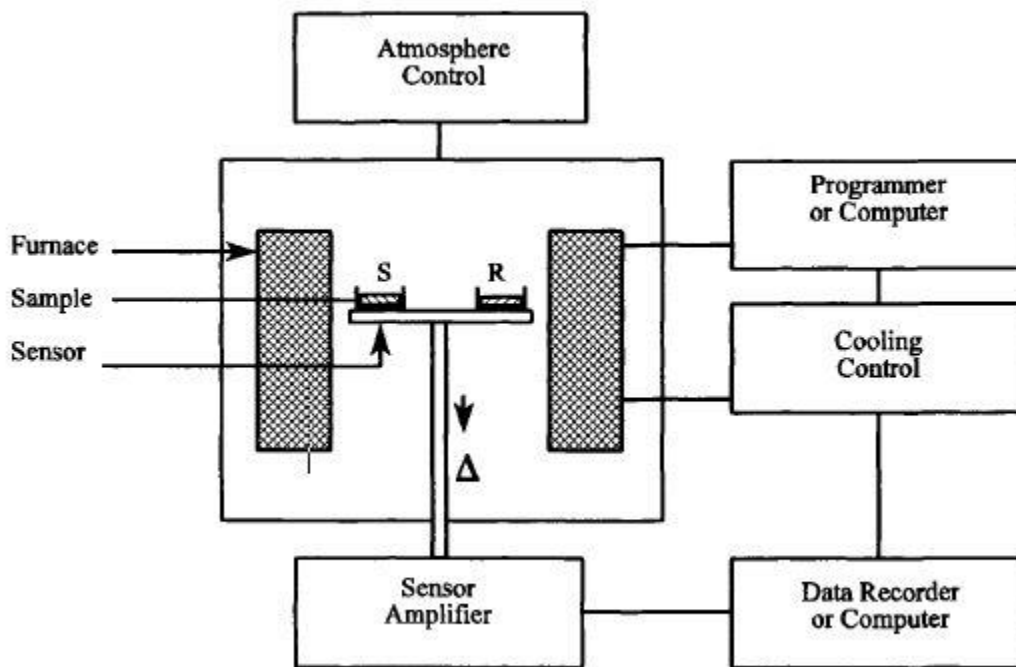 Atmosphere
Control
Programmer
or Computer
Furnace
S
R
Sample
Sensor
Cooling
Control
Δ
Sensor
Amplifier
Data Recorder
or Computer